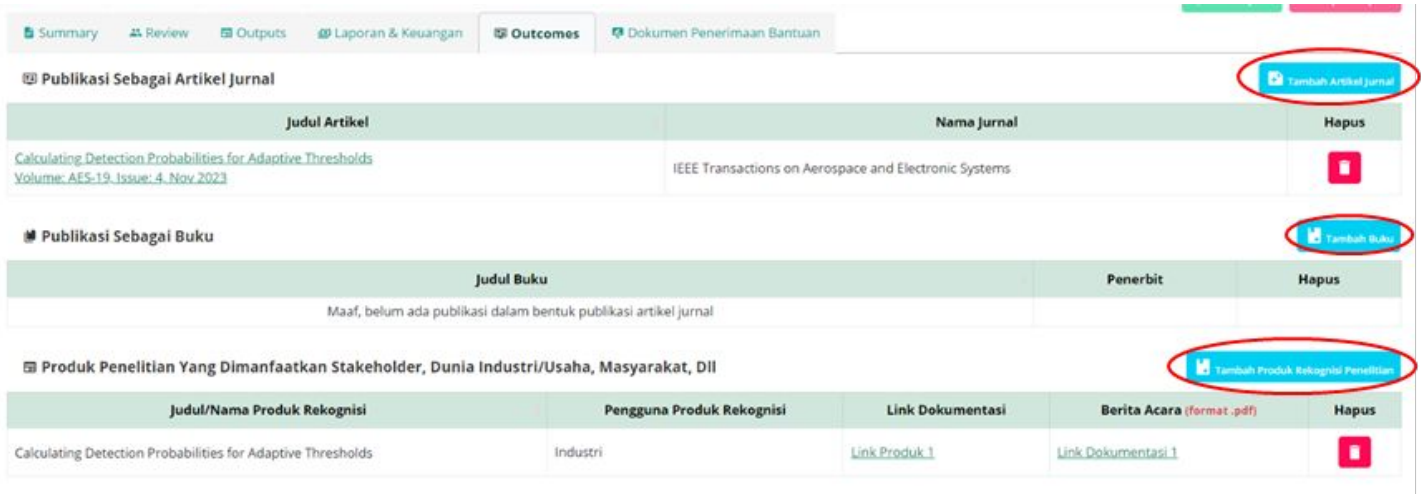 Summary Review Outputs Laporan & Keuangan Outcomes Dokumen Penerimaan Bantuan
Publikasi Sebagai Artikel Jurnal Tambah Artikel Jurnal
Judul Artikel Nama Jurnal Hapus
Calculating Detection Probabilities for Adaptive Thresholds
Volume: AES-19, Issue: 4, Nov 2023 IEEE Transactions on Aerospace and Electronic Systems
Publikasi Sebagai Buku Tambah Buku
Judul Buku Penerbit Hapus
Maaf, belum ada publikasi dalam bentuk publikasi artikel jurnal
Produk Penelitian Yang Dimanfaatkan Stakeholder, Dunia Industri/Usaha, Masyarakat, Dll Tambah Produk Rekognisi Penelitian
Judul/Nama Produk Rekognisi Pengguna Produk Rekognisi Link Dokumentasi Berita Acara (format .pdf) Hapus
Calculating Detection Probabilities for Adaptive Thresholds Industri Link Produk 1 Link Dokumentasi 1